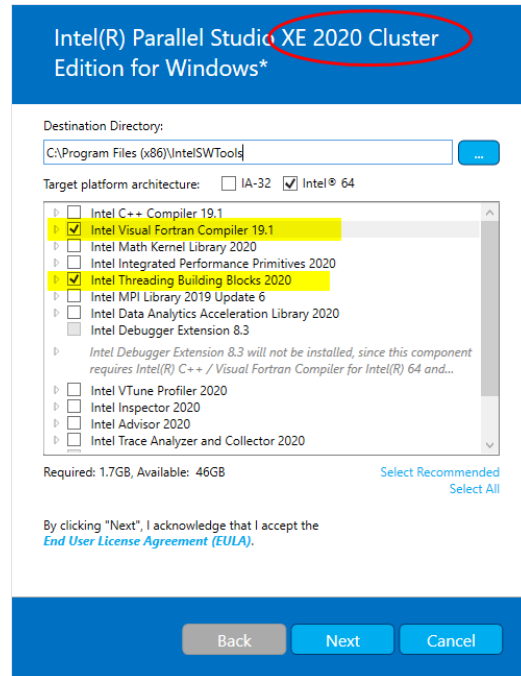 Intel(R) Parallel Studio XE 2020 Cluster
Edition for Windows*
Destination Directory:
C:\Program Files (x86)\IntelSWTools
...
Target platform architecture: IA-32 Intel® 64
Intel C++ Compiler 19.1
Intel Visual Fortran Compiler 19.1
Intel Math Kernel Library 2020
Intel Integrated Performance Primitives 2020
Intel Threading Building Blocks 2020
Intel MPI Library 2019 Update 6
Intel Data Analytics Acceleration Library 2020
Intel Debugger Extension 8.3
Intel Debugger Extension 8.3 will not be installed, since this component
requires Intel(R) C++ / Visual Fortran Compiler for Intel(R) 64 and...
Intel VTune Profiler 2020
Intel Inspector 2020
Intel Advisor 2020
Intel Trace Analyzer and Collector 2020
Required: 1.7GB, Available: 46GB Select Recommended
Select All
By clicking "Next", I acknowledge that I accept the
End User License Agreement (EULA).
Back Next Cancel